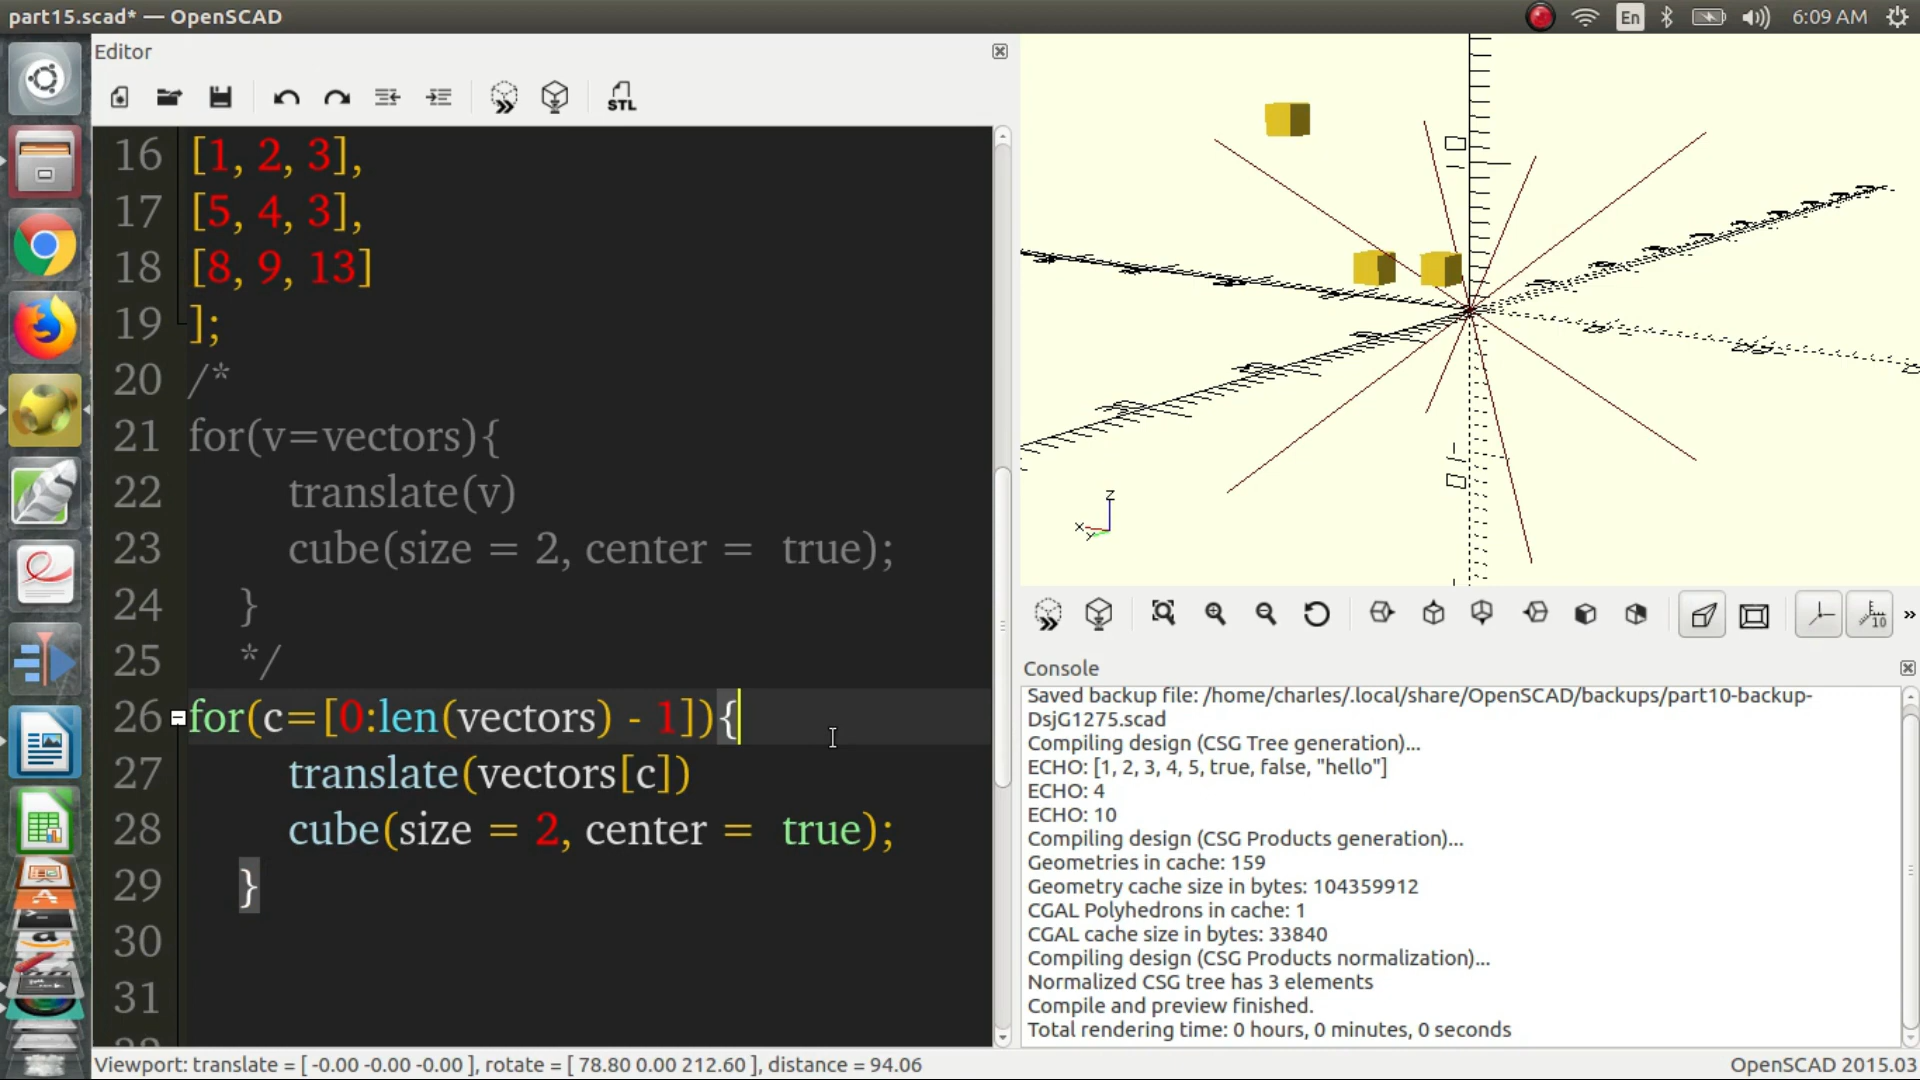 part15.scad* — OpenSCAD
En
6:09 AM
Editor
STL
16 [1, 2, 3],
17 [5, 4, 3],
18 [8, 9, 13]
19 ];
20 /*
21 for(v=vectors){
22 translate(v)
23 cube(size = 2, center =  true);
24 }
25 */
26 for(c=[0:len(vectors) - 1]){
27 translate(vectors[c])
28 cube(size = 2, center =  true);
29 }
30
31
Z
X
Y
10
»
Console
Saved backup file: /home/charles/.local/share/OpenSCAD/backups/part10-backup-
DsjG1275.scad
Compiling design (CSG Tree generation)...
ECHO: [1, 2, 3, 4, 5, true, false, "hello"]
ECHO: 4
ECHO: 10
Compiling design (CSG Products generation)...
Geometries in cache: 159
Geometry cache size in bytes: 104359912
CGAL Polyhedrons in cache: 1
CGAL cache size in bytes: 33840
Compiling design (CSG Products normalization)...
Normalized CSG tree has 3 elements
Compile and preview finished.
Total rendering time: 0 hours, 0 minutes, 0 seconds
Viewport: translate = [ -0.00 -0.00 -0.00 ], rotate = [ 78.80 0.00 212.60 ], distance = 94.06
OpenSCAD 2015.03